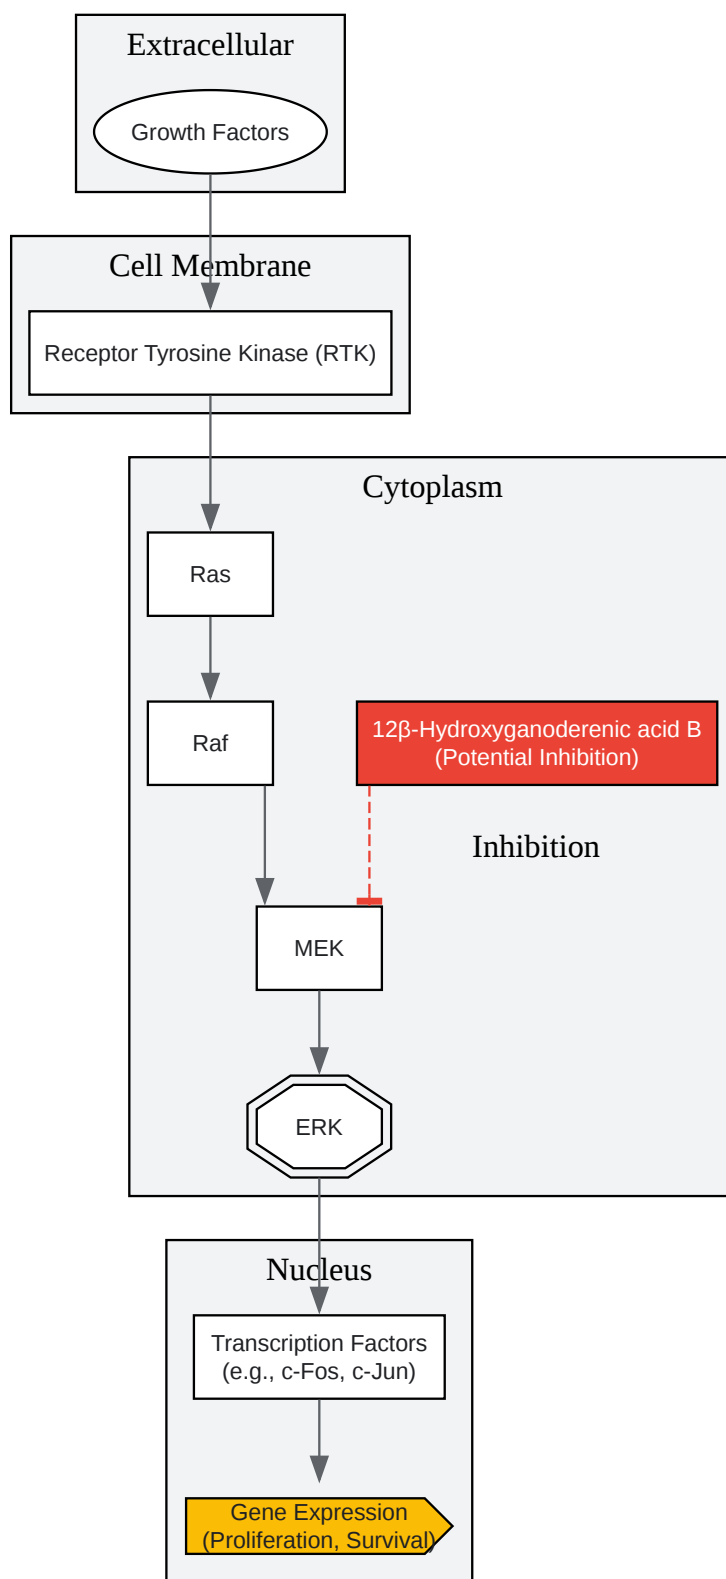 Extracellular
Growth Factors
Cell Membrane
Receptor Tyrosine Kinase (RTK)
Cytoplasm
Ras
Raf
12β-Hydroxyganoderenic acid B
(Potential Inhibition)
Inhibition
MEK
ERK
Nucleus
Transcription Factors
(e.g., c-Fos, c-Jun)
Gene Expression
(Proliferation, Survival)